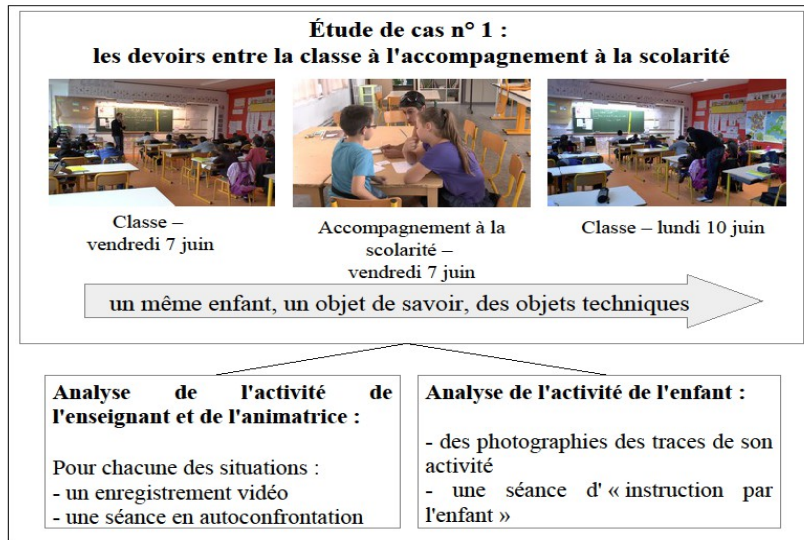 Étude de cas n° 1 :
les devoirs entre la classe à l'accompagnement à la scolarité
Classe –
vendredi 7 juin
Accompagnement à la
scolarité –
vendredi 7 juin
Classe – lundi 10 juin
un même enfant, un objet de savoir, des objets techniques
Analyse de l'activité de
l'enseignant et de l'animatrice :
Pour chacune des situations :
- un enregistrement vidéo
- une séance en autoconfrontation
Analyse de l'activité de l'enfant :
- des photographies des traces de son
activité
- une séance d' « instruction par
l'enfant »